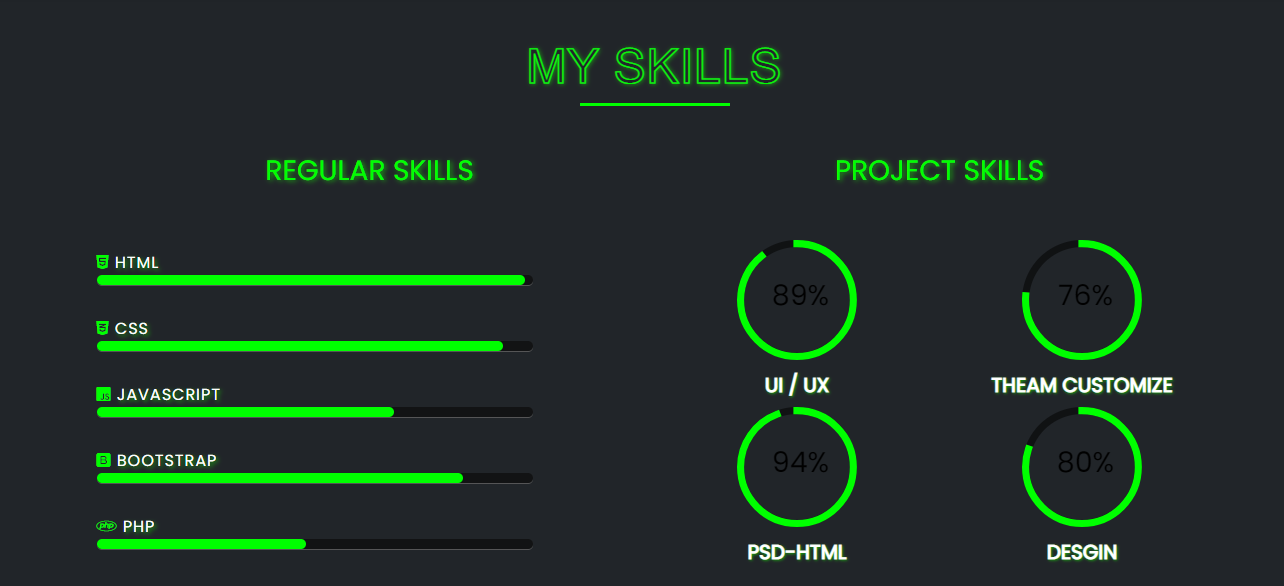 MY SKILLS
REGULAR SKILLS
HTML
CSS
JAVASCRIPT
BOOTSTRAP
PHP
PROJECT SKILLS
89%
UI / UX
76%
THEAM CUSTOMIZE
94%
PSD-HTML
80%
DESGIN